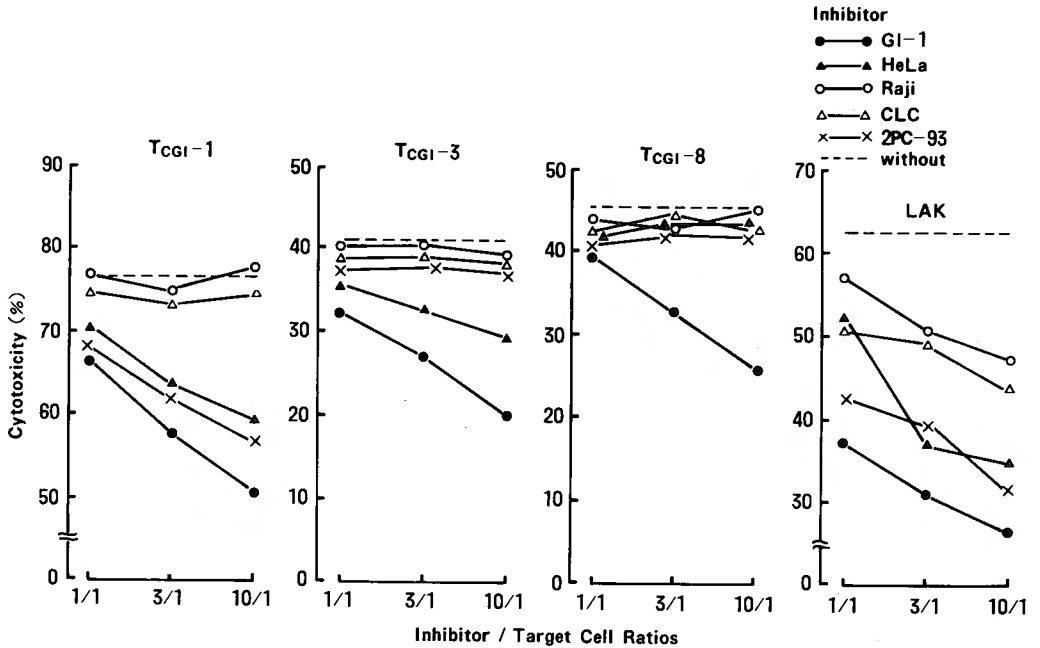 Inhibitor
GI-1
HeLa
Raji
CLC
2PC-93
without
TCGI-1
TCGI-3
TCGI-8
LAK
Cytotoxicity (%)
90
80
70
60
50
0
50
40
30
20
10
0
50
40
30
20
10
0
70
60
50
40
30
0
1/1 3/1 10/1
1/1 3/1 10/1
1/1 3/1 10/1
1/1 3/1 10/1
Inhibitor / Target Cell Ratios